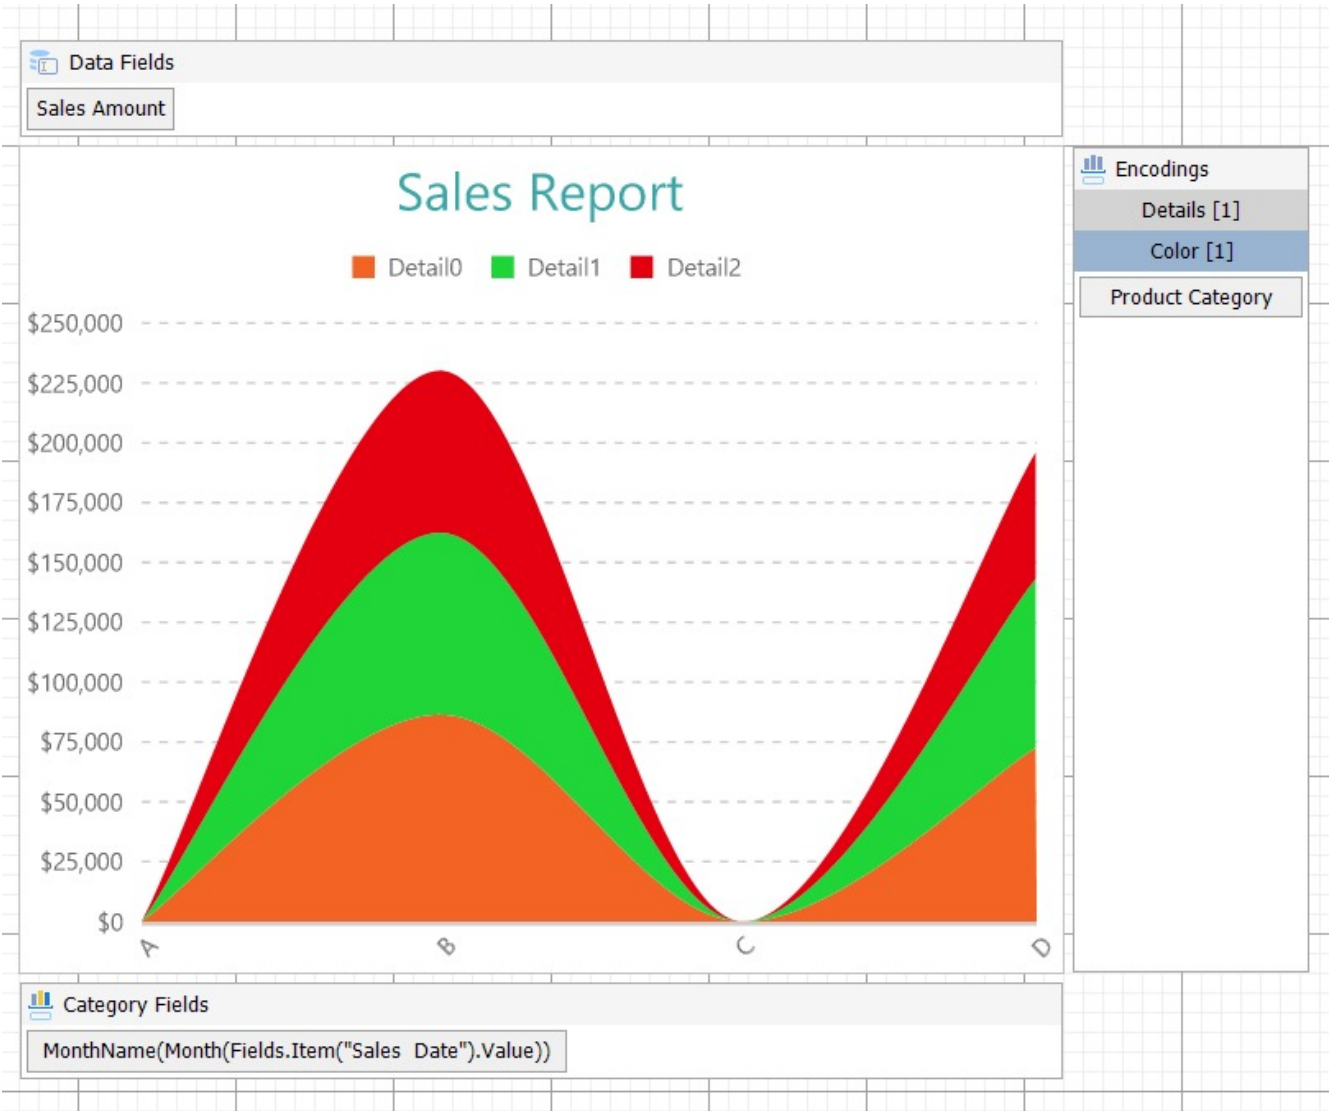 Data Fields
Sales Amount
Sales Report
Detail0 Detail1 Detail2
$250,000
$225,000
$200,000
$175,000
$150,000
$125,000
$100,000
$75,000
$50,000
$25,000
$0
A B C D
Encodings
Details [1]
Color [1]
Product Category
Category Fields
MonthName(Month(Fields.Item("Sales  Date").Value))